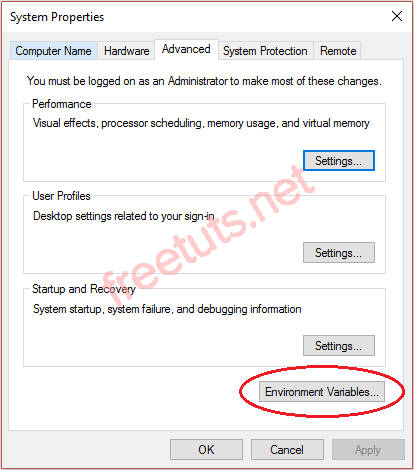 System Properties
Computer Name Hardware Advanced System Protection Remote
You must be logged on as an Administrator to make most of these changes.
Performance
Visual effects, processor scheduling, memory usage, and virtual memory
Settings...
User Profiles
Desktop settings related to your sign-in
Settings...
Startup and Recovery
System startup, system failure, and debugging information
Settings...
Environment Variables...
OK Cancel Apply
freetuts.net